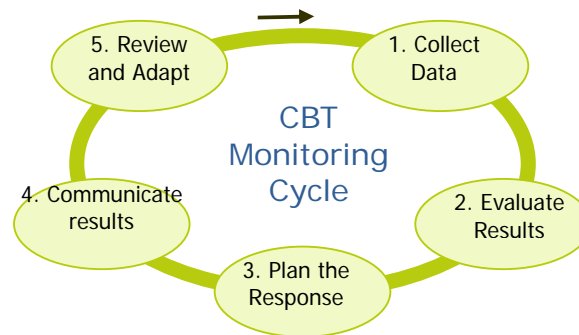 5. Review
and Adapt
1. Collect
Data
CBT
Monitoring
Cycle
4. Communicate
results
2. Evaluate
Results
3. Plan the
Response